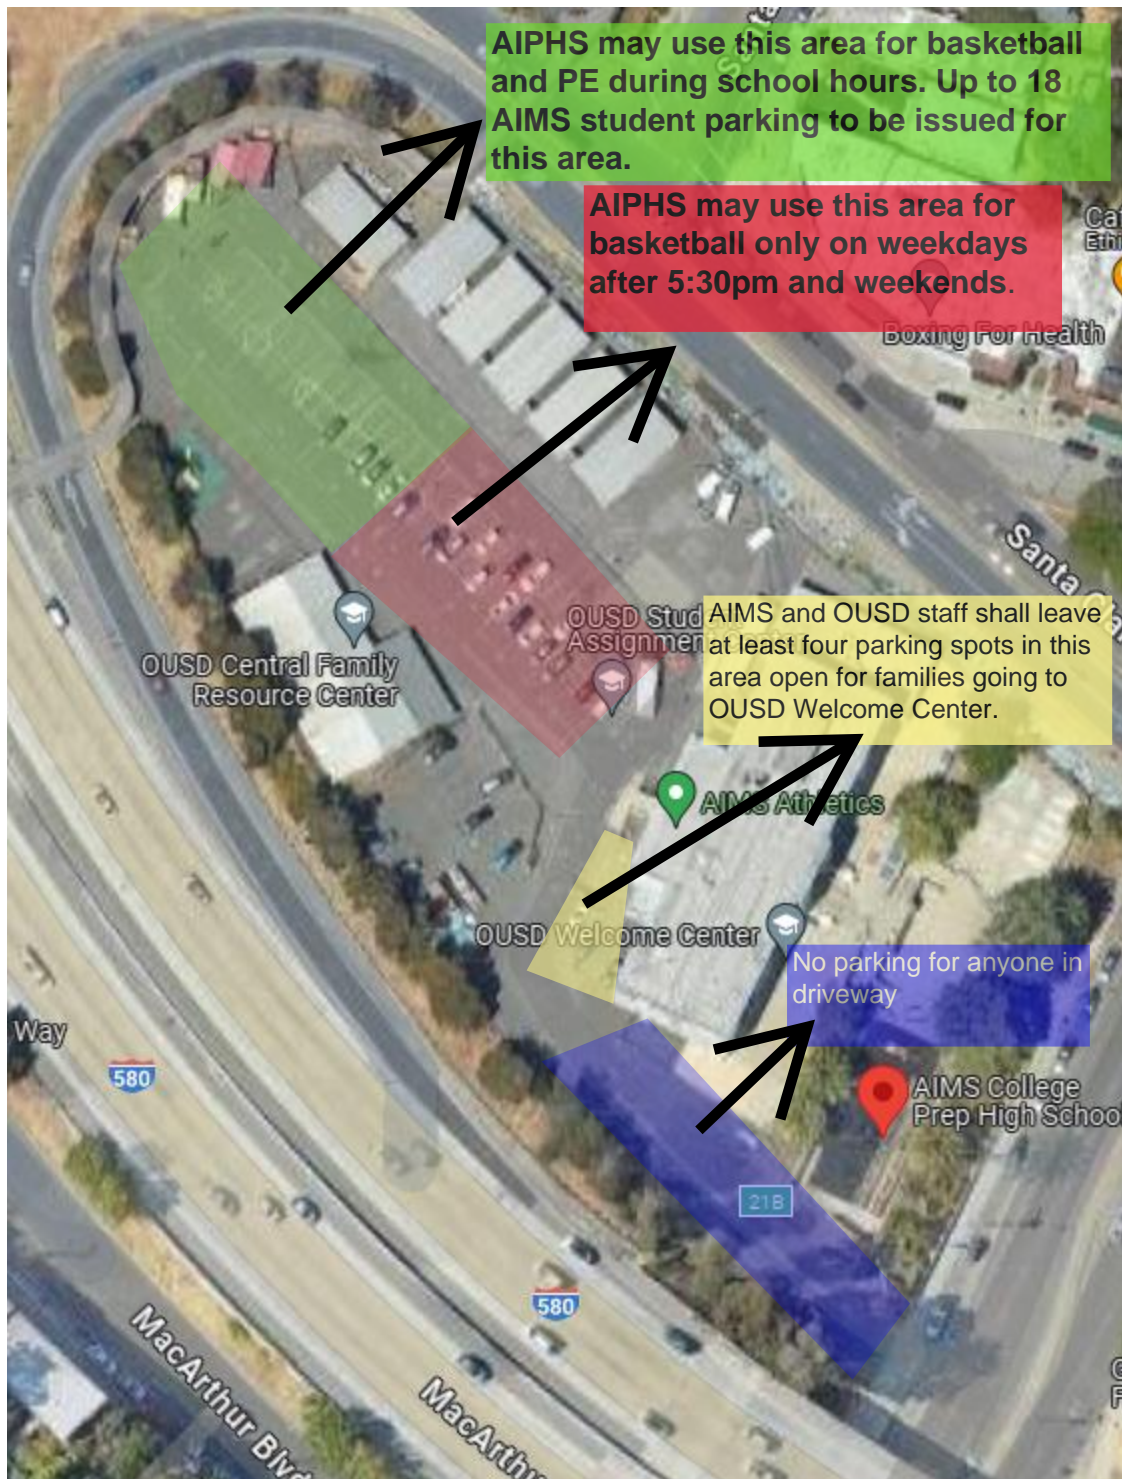 AIPHS may use this area for basketball
and PE during school hours. Up to 18
AIMS student parking to be issued for
this area.
AIPHS may use this area for
basketball only on weekdays
after 5:30pm and weekends.
Boxing For Health
Santa
OUSD Central Family
Resource Center
OUSD
Assignment
AIMS and OUSD staff shall leave
at least four parking spots in this
area open for families going to
OUSD Welcome Center.
AIMS Athletics
OUSD Welcome Center
No parking for anyone in
driveway
Way
580
AIMS College
Prep High School
21B
580
MacArthur
MacArthur